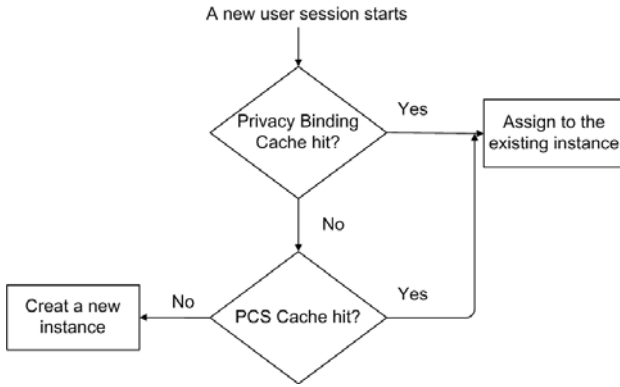 A new user session starts
Privacy Binding
Cache hit?
Yes
Assign to the
existing instance
No
PCS Cache hit?
Yes
No
Creat a new
instance